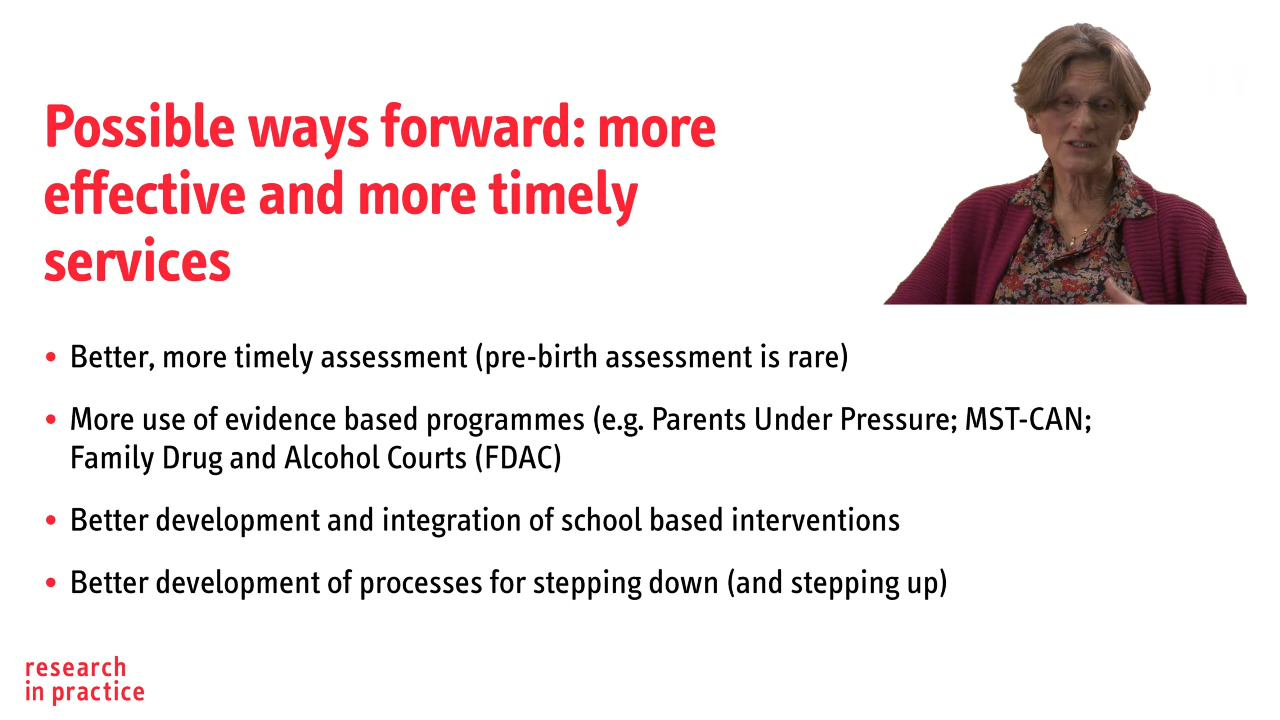 Possible ways forward: more
effective and more timely
services
• Better, more timely assessment (pre-birth assessment is rare)
• More use of evidence based programmes (e.g. Parents Under Pressure; MST-CAN;
Family Drug and Alcohol Courts (FDAC)
• Better development and integration of school based interventions
• Better development of processes for stepping down (and stepping up)
research
in practice